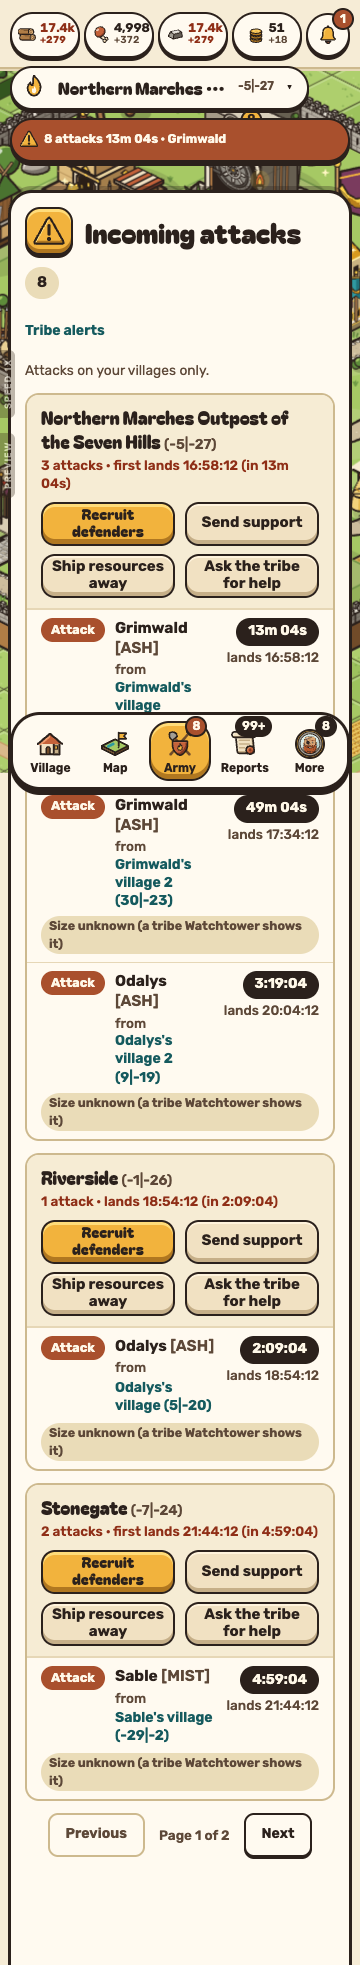 17.4k
+279
4,998
+372
17.4k
+279
51
+18
1
Northern Marches ••• -5|-27 ▾
8 attacks 13m 04s • Grimwald
Incoming attacks
8
Tribe alerts
Attacks on your villages only.
SPEED 1X
PREVIEW
Northern Marches Outpost of
the Seven Hills (-5|-27)
3 attacks • first lands 16:58:12 (in 13m
04s)
Recruit
defenders
Send support
Ship resources
away
Ask the tribe
for help
Attack
Grimwald
[ASH]
from
Grimwald's
village
13m 04s
lands 16:58:12
Village
Map
8
Army
99+
Reports
8
More
Attack
Grimwald
[ASH]
from
Grimwald's
village 2
(30|-23)
49m 04s
lands 17:34:12
Size unknown (a tribe Watchtower shows
it)
Attack
Odalys
[ASH]
from
Odalys's
village 2
(9|-19)
3:19:04
lands 20:04:12
Size unknown (a tribe Watchtower shows
it)
Riverside (-1|-26)
1 attack • lands 18:54:12 (in 2:09:04)
Recruit
defenders
Send support
Ship resources
away
Ask the tribe
for help
Attack
Odalys [ASH]
from
Odalys's
village (5|-20)
2:09:04
lands 18:54:12
Size unknown (a tribe Watchtower shows
it)
Stonegate (-7|-24)
2 attacks • first lands 21:44:12 (in 4:59:04)
Recruit
defenders
Send support
Ship resources
away
Ask the tribe
for help
Attack
Sable [MIST]
from
Sable's village
(-29|-2)
4:59:04
lands 21:44:12
Size unknown (a tribe Watchtower shows
it)
Previous
Page 1 of 2
Next